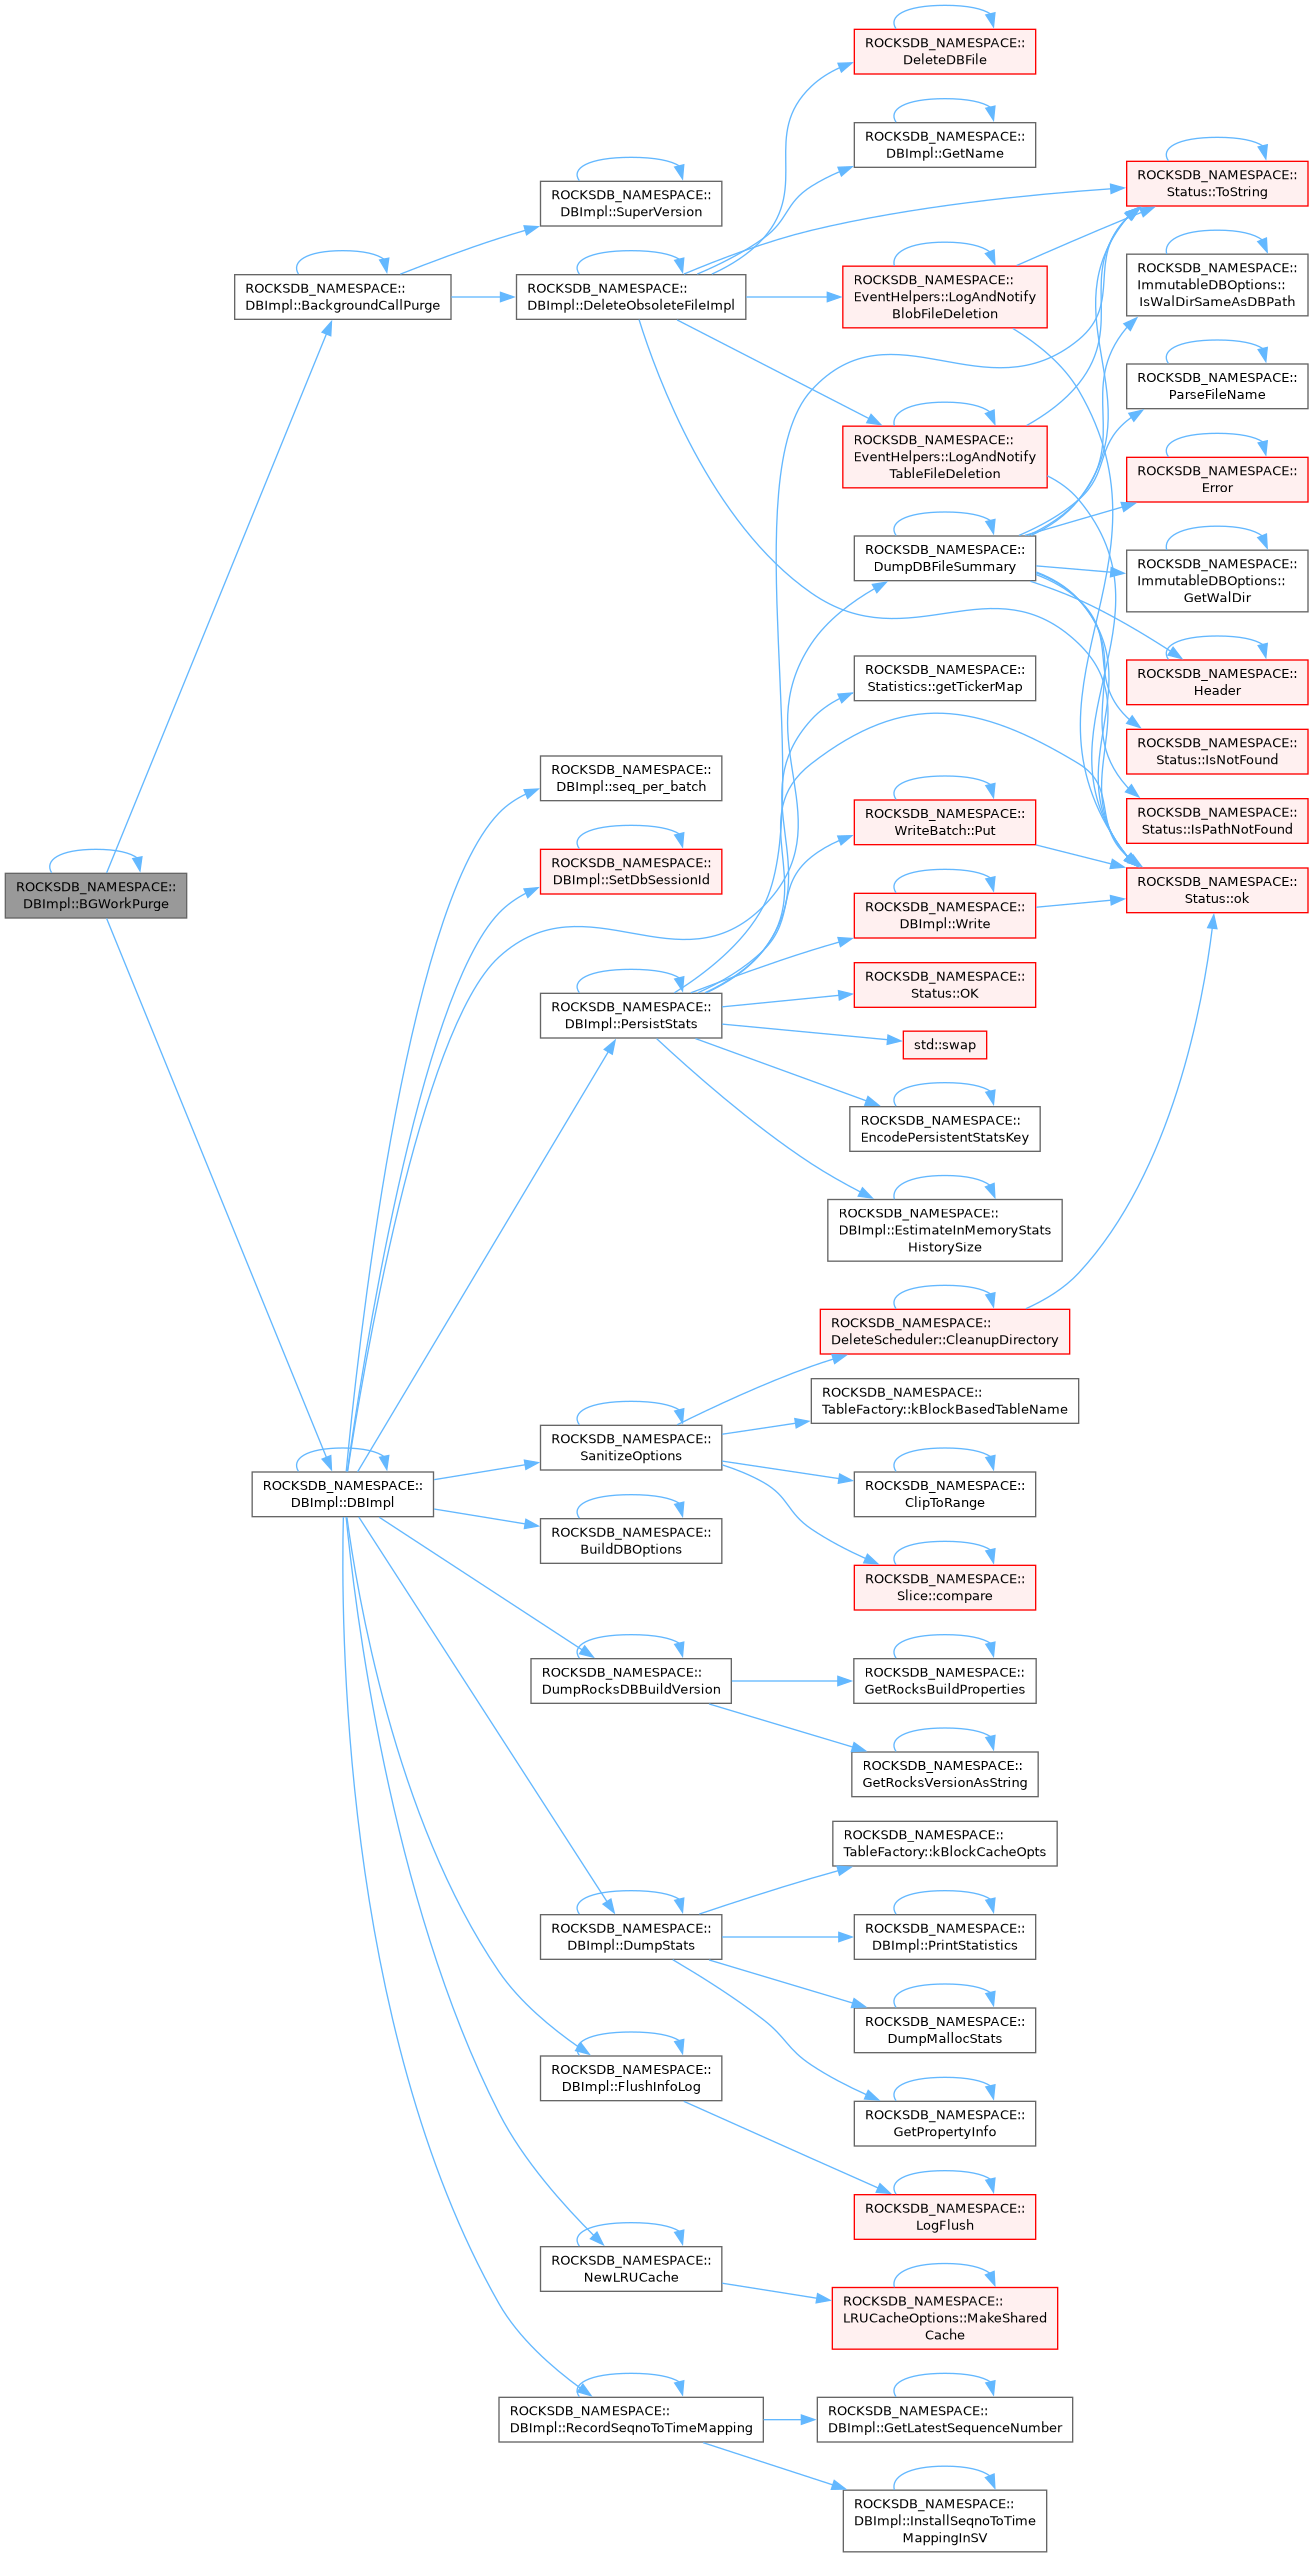 ROCKSDB_NAMESPACE::
DBImpl::BGWorkPurge
ROCKSDB_NAMESPACE::
DBImpl::BackgroundCallPurge
ROCKSDB_NAMESPACE::
DBImpl::DBImpl
ROCKSDB_NAMESPACE::
DBImpl::SuperVersion
ROCKSDB_NAMESPACE::
DBImpl::DeleteObsoleteFileImpl
ROCKSDB_NAMESPACE::
DBImpl::seq_per_batch
ROCKSDB_NAMESPACE::
DBImpl::SetDbSessionId
ROCKSDB_NAMESPACE::
DBImpl::PersistStats
ROCKSDB_NAMESPACE::
SanitizeOptions
ROCKSDB_NAMESPACE::
BuildDBOptions
ROCKSDB_NAMESPACE::
DumpRocksDBBuildVersion
ROCKSDB_NAMESPACE::
DBImpl::DumpStats
ROCKSDB_NAMESPACE::
DBImpl::FlushInfoLog
ROCKSDB_NAMESPACE::
NewLRUCache
ROCKSDB_NAMESPACE::
DBImpl::RecordSeqnoToTimeMapping
ROCKSDB_NAMESPACE::
DeleteDBFile
ROCKSDB_NAMESPACE::
DBImpl::GetName
ROCKSDB_NAMESPACE::
EventHelpers::LogAndNotify
BlobFileDeletion
ROCKSDB_NAMESPACE::
EventHelpers::LogAndNotify
TableFileDeletion
ROCKSDB_NAMESPACE::
DumpDBFileSummary
ROCKSDB_NAMESPACE::
Statistics::getTickerMap
ROCKSDB_NAMESPACE::
WriteBatch::Put
ROCKSDB_NAMESPACE::
DBImpl::Write
ROCKSDB_NAMESPACE::
Status::OK
std::swap
ROCKSDB_NAMESPACE::
EncodePersistentStatsKey
ROCKSDB_NAMESPACE::
DBImpl::EstimateInMemoryStats
HistorySize
ROCKSDB_NAMESPACE::
DeleteScheduler::CleanupDirectory
ROCKSDB_NAMESPACE::
TableFactory::kBlockBasedTableName
ROCKSDB_NAMESPACE::
ClipToRange
ROCKSDB_NAMESPACE::
Slice::compare
ROCKSDB_NAMESPACE::
GetRocksBuildProperties
ROCKSDB_NAMESPACE::
GetRocksVersionAsString
ROCKSDB_NAMESPACE::
TableFactory::kBlockCacheOpts
ROCKSDB_NAMESPACE::
DBImpl::PrintStatistics
ROCKSDB_NAMESPACE::
DumpMallocStats
ROCKSDB_NAMESPACE::
GetPropertyInfo
ROCKSDB_NAMESPACE::
LogFlush
ROCKSDB_NAMESPACE::
LRUCacheOptions::MakeShared
Cache
ROCKSDB_NAMESPACE::
DBImpl::GetLatestSequenceNumber
ROCKSDB_NAMESPACE::
DBImpl::InstallSeqnoToTime
MappingInSV
ROCKSDB_NAMESPACE::
Status::ToString
ROCKSDB_NAMESPACE::
ImmutableDBOptions::
IsWalDirSameAsDBPath
ROCKSDB_NAMESPACE::
ParseFileName
ROCKSDB_NAMESPACE::
Error
ROCKSDB_NAMESPACE::
ImmutableDBOptions::
GetWalDir
ROCKSDB_NAMESPACE::
Header
ROCKSDB_NAMESPACE::
Status::IsNotFound
ROCKSDB_NAMESPACE::
Status::IsPathNotFound
ROCKSDB_NAMESPACE::
Status::ok